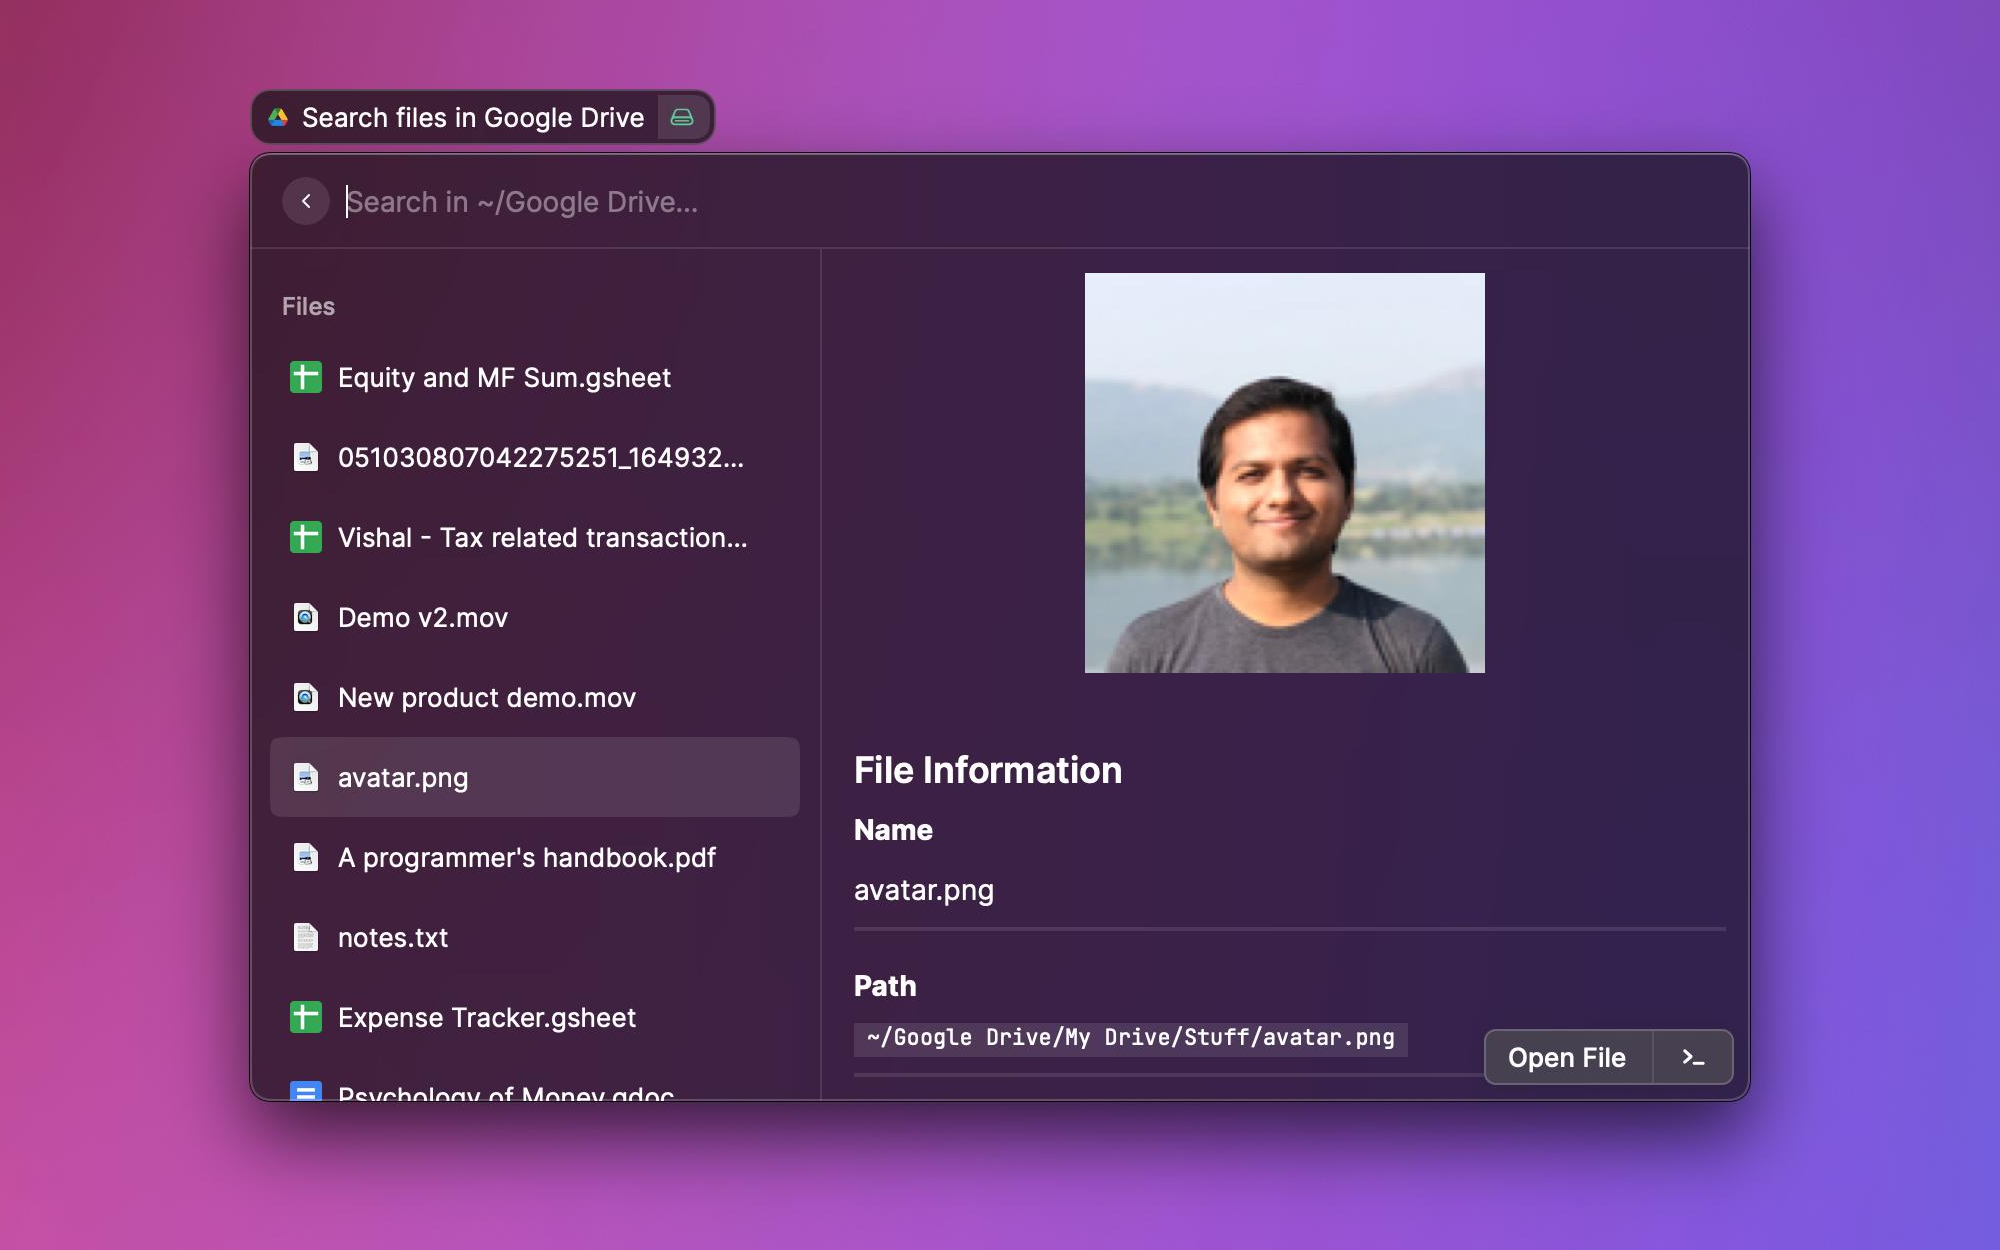 Search files in Google Drive
Search in ~/Google Drive...
Files
Equity and MF Sum.gsheet
051030807042275251_164932...
Vishal - Tax related transaction...
Demo v2.mov
New product demo.mov
avatar.png
A programmer's handbook.pdf
notes.txt
Expense Tracker.gsheet
Psychology of Money.gdoc
File Information
Name
avatar.png
Path
~/Google Drive/My Drive/Stuff/avatar.png
Open File